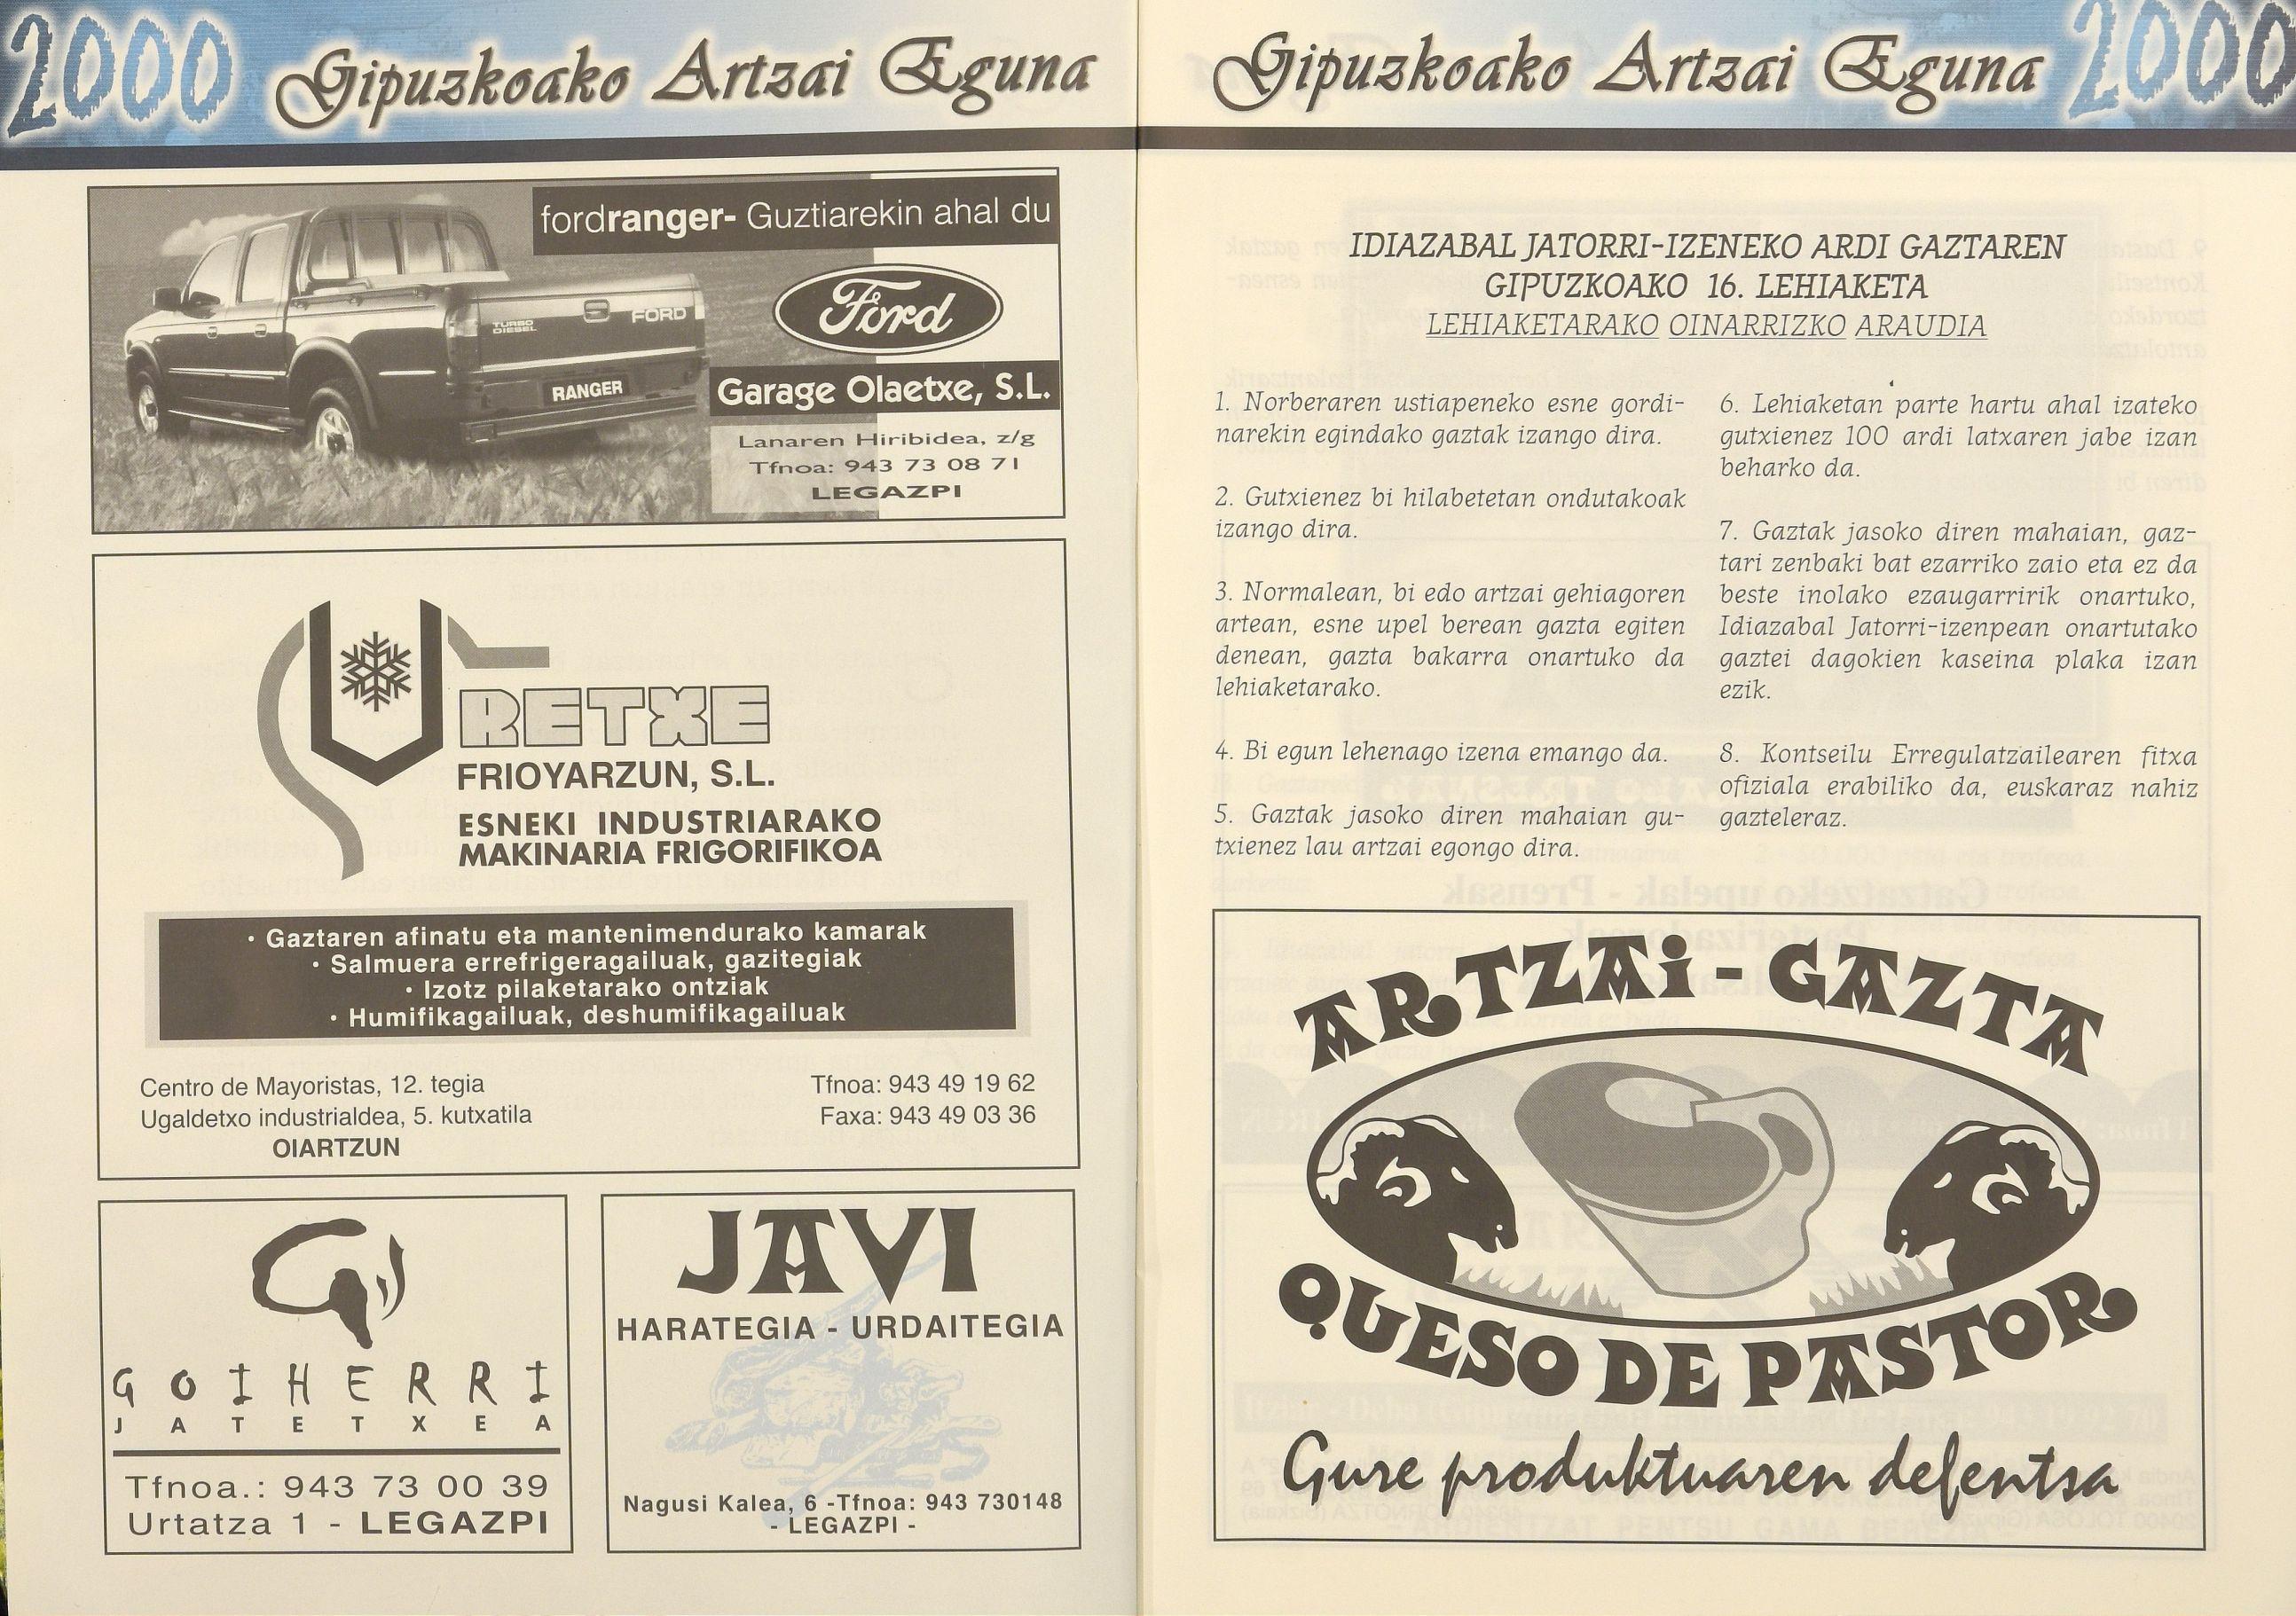 2000 Gipuzkoako Artzai Eguna
fordranger- Guztiarekin ahal du
Ford
TURBO
DIESEL
FORD
RANGER
Garage Olaetxe, S.L.
Lanaren Hiribidea, z/g
Tfnoa: 943 73 08 71
LEGAZPI
URETXE
FRIOYARZUN, S.L.
ESNEKI INDUSTRIARAKO
MAKINARIA FRIGORIFIKOA
• Gaztaren afinatu eta mantenimendurako kamarak
• Salmuera errefrigeragailuak, gazitegiak
• Izotz pilaketarako ontziak
• Humifikagailuak, deshumifikagailuak
Centro de Mayoristas, 12. tegia
Ugaldetxo industrialdea, 5. kutxatila
OIARTZUN
Tfnoa: 943 49 19 62
Faxa: 943 49 03 36
GOIHERRI
JATETXEA
Tfnoa.: 943 73 00 39
Urtatza 1 - LEGAZPI
JAVI
HARATEGIA - URDAITEGIA
Nagusi Kalea, 6 -Tfnoa: 943 730148
- LEGAZPI -
Gipuzkoako Artzai Eguna 2000
IDIAZABAL JATORRI-IZENEKO ARDI GAZTAREN
GIPUZKOAKO 16. LEHIAKETA
LEHIAKETARAKO OINARRIZKO ARAUDIA
1. Norberaren ustiapeneko esne gordi-
narekin egindako gaztak izango dira.
2. Gutxienez bi hilabetetan ondutakoak
izango dira.
3. Normalean, bi edo artzai gehiagoren
artean, esne upel berean gazta egiten
denean, gazta bakarra onartuko da
lehiaketarako.
4. Bi egun lehenago izena emango da.
5. Gaztak jasoko diren mahaian gu-
txienez lau artzai egongo dira.
6. Lehiaketan parte hartu ahal izateko
gutxienez 100 ardi latxaren jabe izan
beharko da.
7. Gaztak jasoko diren mahaian, gaz-
tari zenbaki bat ezarriko zaio eta ez da
beste inolako ezaugarririk onartuko,
Idiazabal Jatorri-izenpean onartutako
gaztei dagokien kaseina plaka izan
ezik.
8. Kontseilu Erregulatzailearen fitxa
ofiziala erabiliko da, euskaraz nahiz
gazteleraz.
ARTZAi - GAZTA
QUESO DE PASTOR
Gure produktuaren defentsa